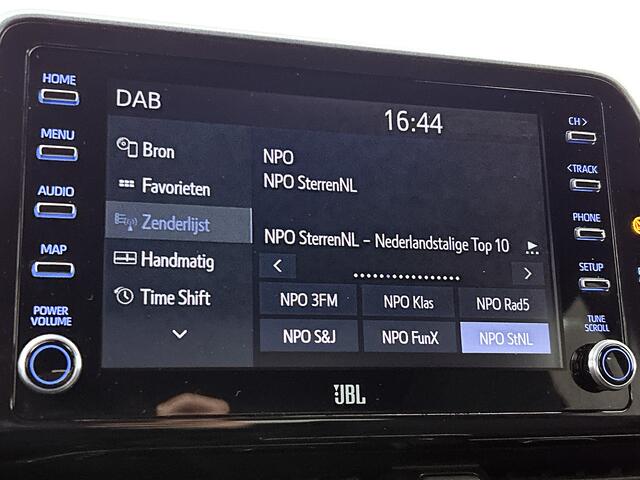 HOME
MENU
AUDIO
MAP
POWER
VOLUME
DAB
16:44
Bron
Favorieten
Zenderlijst
Handmatig
Time Shift
NPO
NPO SterrenNL
NPO SterrenNL - Nederlandstalige Top 10
NPO 3FM
NPO Klas
NPO Rad5
NPO S&J
NPO FunX
NPO StNL
CH>
<TRACK
PHONE
SETUP
TUNE
SCROLL
JBL